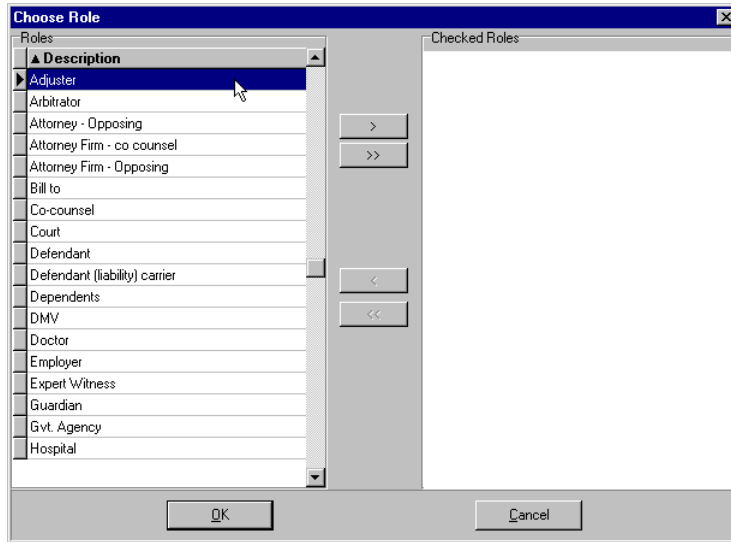 Choose Role
Roles
▲ Description
Adjuster
Arbitrator
Attorney - Opposing
Attorney Firm - co counsel
Attorney Firm - Opposing
Bill to
Co-counsel
Court
Defendant
Defendant (liability) carrier
Dependents
DMV
Doctor
Employer
Expert Witness
Guardian
Gvt. Agency
Hospital
>
>>
<
<<
Checked Roles
OK
Cancel